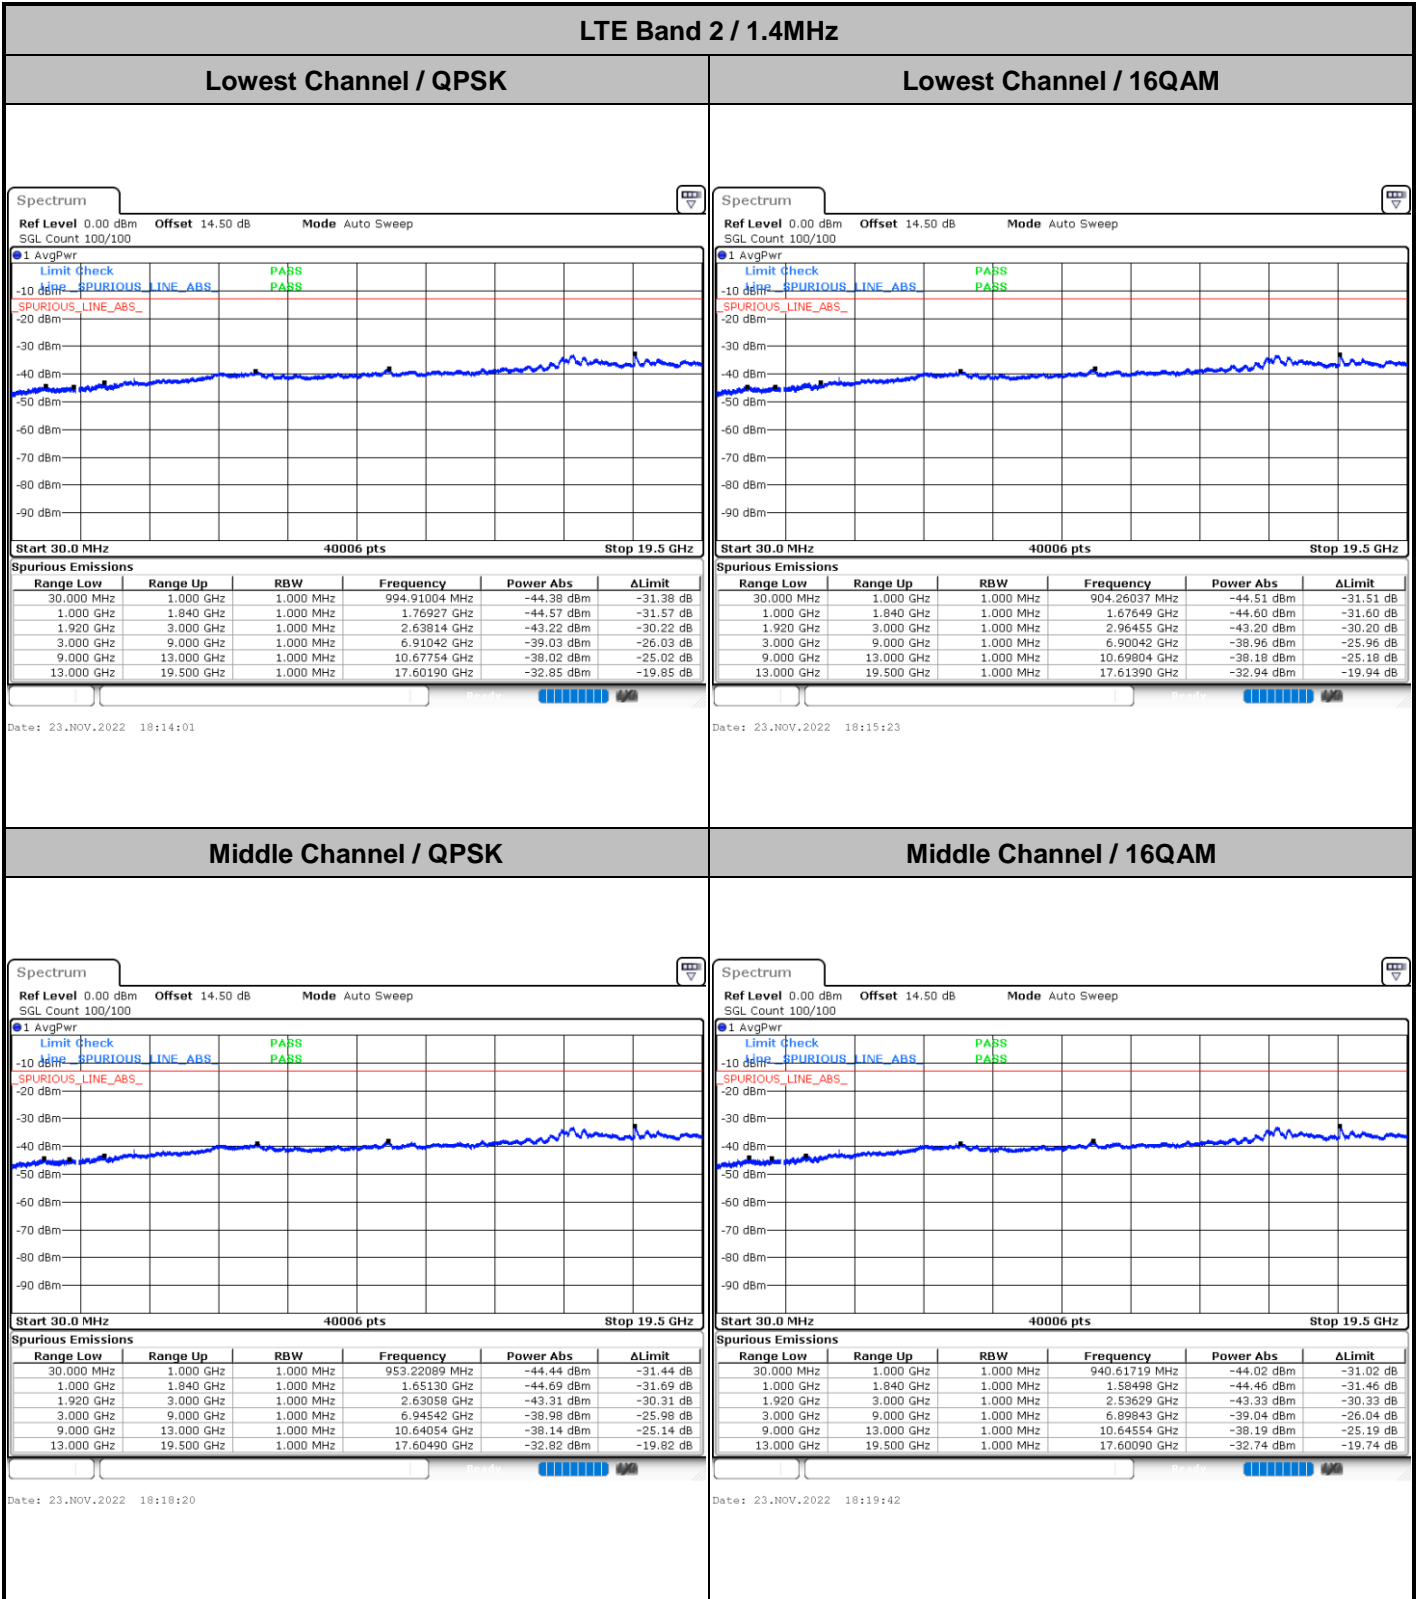 LTE Band 2 / 1.4MHz
Lowest Channel / QPSK
Lowest Channel / 16QAM
Spectrum
Ref Level 0.00 dBm Offset 14.50 dB Mode Auto Sweep
SGL Count 100/100
1 AvgPwr
Limit Check PASS
-10 dBm Line _SPURIOUS_LINE_ABS_ PASS
_SPURIOUS_LINE_ABS_
-20 dBm
-30 dBm
-40 dBm
-50 dBm
-60 dBm
-70 dBm
-80 dBm
-90 dBm
Start 30.0 MHz 40006 pts Stop 19.5 GHz
Spurious Emissions
Range Low Range Up RBW Frequency Power Abs ΔLimit
30.000 MHz 1.000 GHz 1.000 MHz 994.91004 MHz -44.38 dBm -31.38 dB
1.000 GHz 1.840 GHz 1.000 MHz 1.76927 GHz -44.57 dBm -31.57 dB
1.920 GHz 3.000 GHz 1.000 MHz 2.63814 GHz -43.22 dBm -30.22 dB
3.000 GHz 9.000 GHz 1.000 MHz 6.91042 GHz -39.03 dBm -26.03 dB
9.000 GHz 13.000 GHz 1.000 MHz 10.67754 GHz -38.02 dBm -25.02 dB
13.000 GHz 19.500 GHz 1.000 MHz 17.60190 GHz -32.85 dBm -19.85 dB
Ready
Date: 23.NOV.2022 18:14:01
Spectrum
Ref Level 0.00 dBm Offset 14.50 dB Mode Auto Sweep
SGL Count 100/100
1 AvgPwr
Limit Check PASS
-10 dBm Line _SPURIOUS_LINE_ABS_ PASS
_SPURIOUS_LINE_ABS_
-20 dBm
-30 dBm
-40 dBm
-50 dBm
-60 dBm
-70 dBm
-80 dBm
-90 dBm
Start 30.0 MHz 40006 pts Stop 19.5 GHz
Spurious Emissions
Range Low Range Up RBW Frequency Power Abs ΔLimit
30.000 MHz 1.000 GHz 1.000 MHz 904.26037 MHz -44.51 dBm -31.51 dB
1.000 GHz 1.840 GHz 1.000 MHz 1.67649 GHz -44.60 dBm -31.60 dB
1.920 GHz 3.000 GHz 1.000 MHz 2.96455 GHz -43.20 dBm -30.20 dB
3.000 GHz 9.000 GHz 1.000 MHz 6.90042 GHz -38.96 dBm -25.96 dB
9.000 GHz 13.000 GHz 1.000 MHz 10.69804 GHz -38.18 dBm -25.18 dB
13.000 GHz 19.500 GHz 1.000 MHz 17.61390 GHz -32.94 dBm -19.94 dB
Ready
Date: 23.NOV.2022 18:15:23
Middle Channel / QPSK
Middle Channel / 16QAM
Spectrum
Ref Level 0.00 dBm Offset 14.50 dB Mode Auto Sweep
SGL Count 100/100
1 AvgPwr
Limit Check PASS
-10 dBm Line _SPURIOUS_LINE_ABS_ PASS
_SPURIOUS_LINE_ABS_
-20 dBm
-30 dBm
-40 dBm
-50 dBm
-60 dBm
-70 dBm
-80 dBm
-90 dBm
Start 30.0 MHz 40006 pts Stop 19.5 GHz
Spurious Emissions
Range Low Range Up RBW Frequency Power Abs ΔLimit
30.000 MHz 1.000 GHz 1.000 MHz 953.22089 MHz -44.44 dBm -31.44 dB
1.000 GHz 1.840 GHz 1.000 MHz 1.65130 GHz -44.69 dBm -31.69 dB
1.920 GHz 3.000 GHz 1.000 MHz 2.63058 GHz -43.31 dBm -30.31 dB
3.000 GHz 9.000 GHz 1.000 MHz 6.94542 GHz -38.98 dBm -25.98 dB
9.000 GHz 13.000 GHz 1.000 MHz 10.64054 GHz -38.14 dBm -25.14 dB
13.000 GHz 19.500 GHz 1.000 MHz 17.60490 GHz -32.82 dBm -19.82 dB
Ready
Date: 23.NOV.2022 18:18:20
Spectrum
Ref Level 0.00 dBm Offset 14.50 dB Mode Auto Sweep
SGL Count 100/100
1 AvgPwr
Limit Check PASS
-10 dBm Line _SPURIOUS_LINE_ABS_ PASS
_SPURIOUS_LINE_ABS_
-20 dBm
-30 dBm
-40 dBm
-50 dBm
-60 dBm
-70 dBm
-80 dBm
-90 dBm
Start 30.0 MHz 40006 pts Stop 19.5 GHz
Spurious Emissions
Range Low Range Up RBW Frequency Power Abs ΔLimit
30.000 MHz 1.000 GHz 1.000 MHz 940.61719 MHz -44.02 dBm -31.02 dB
1.000 GHz 1.840 GHz 1.000 MHz 1.58498 GHz -44.46 dBm -31.46 dB
1.920 GHz 3.000 GHz 1.000 MHz 2.53629 GHz -43.33 dBm -30.33 dB
3.000 GHz 9.000 GHz 1.000 MHz 6.89843 GHz -39.04 dBm -26.04 dB
9.000 GHz 13.000 GHz 1.000 MHz 10.64554 GHz -38.19 dBm -25.19 dB
13.000 GHz 19.500 GHz 1.000 MHz 17.60090 GHz -32.74 dBm -19.74 dB
Ready
Date: 23.NOV.2022 18:19:42